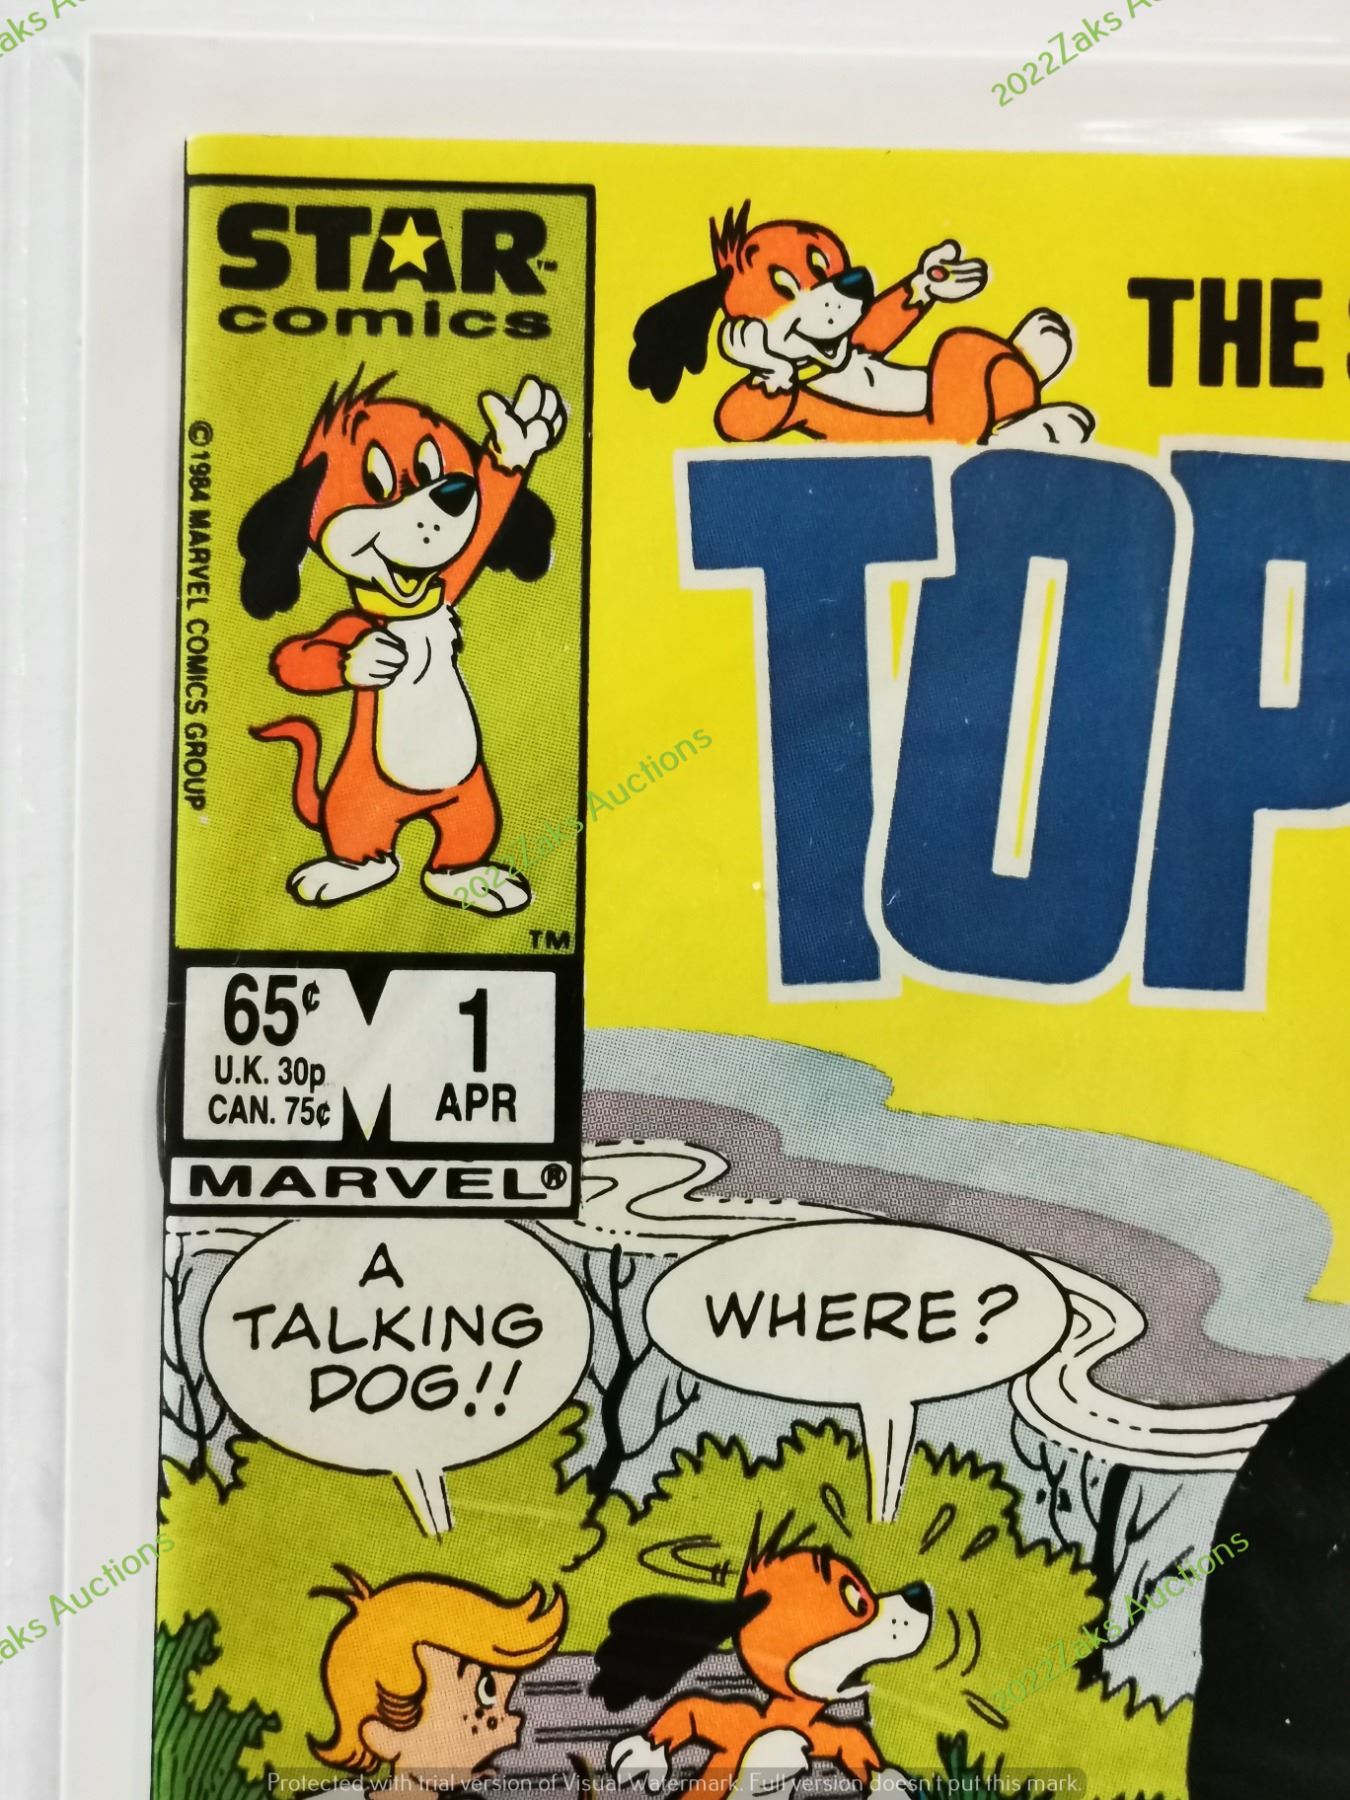 2022Zaks A
aks A
STAR™
comics
©1984 MARVEL COMICS GROUP
THE
TOP
2022Zaks Auctions
TM
65¢
U.K. 30p
CAN. 75¢
1
APR
MARVEL®
A
TALKING
DOG!!
WHERE?
aks Auctions
2022Zaks Auctions
Protected with trial version of Visual Watermark. Full version doesn't put this mark.